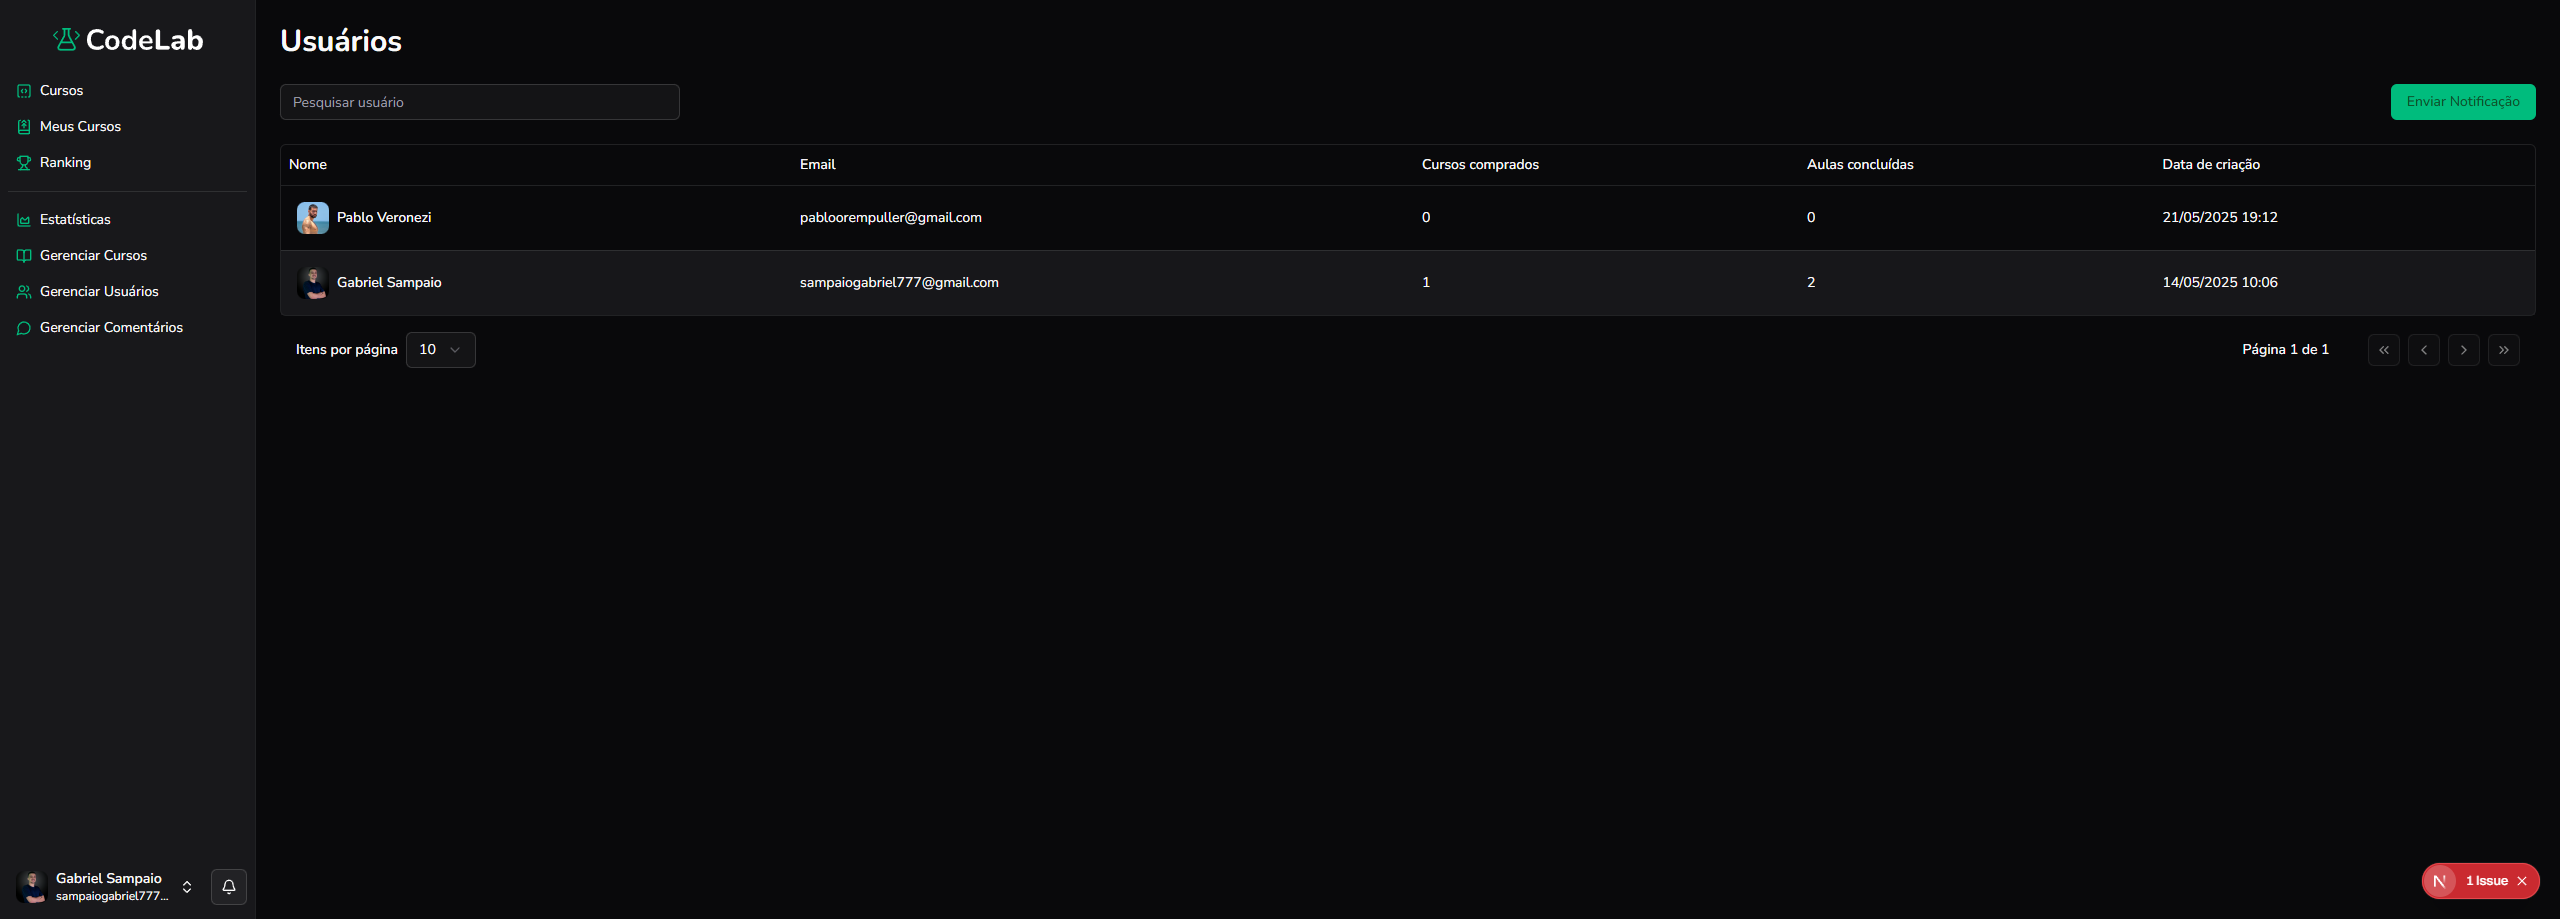 CodeLab
Cursos
Meus Cursos
Ranking
Estatísticas
Gerenciar Cursos
Gerenciar Usuários
Gerenciar Comentários
Gabriel Sampaio
sampaiogabriel777...
Usuários
Pesquisar usuário
Enviar Notificação
Nome Email Cursos comprados Aulas concluídas Data de criação
Pablo Veronezi pabloorempuller@gmail.com 0 0 21/05/2025 19:12
Gabriel Sampaio sampaiogabriel777@gmail.com 1 2 14/05/2025 10:06
Itens por página 10 Página 1 de 1
N 1 Issue